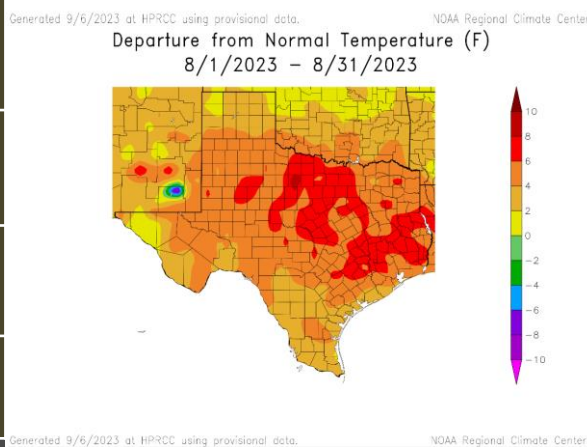 Generated 9/6/2023 at HPRCC using provisional data. NOAA Regional Climate Center
Departure from Normal Temperature (F)
8/1/2023 – 8/31/2023
10
8
6
4
2
0
−2
−4
−6
−8
−10
Generated 9/6/2023 at HPRCC using provisional data. NOAA Regional Climate Center